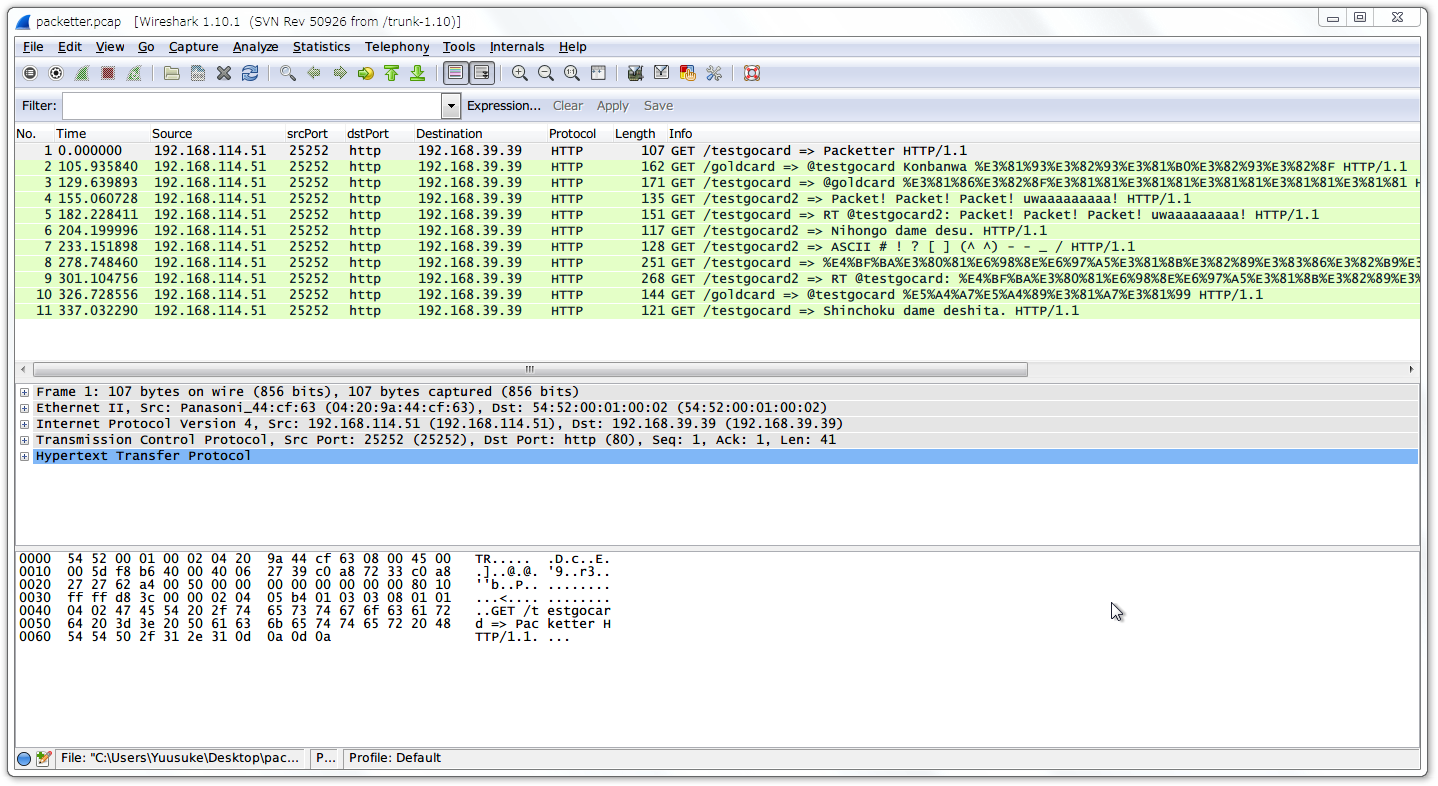 packetter.pcap [Wireshark 1.10.1 (SVN Rev 50926 from /trunk-1.10)]
File Edit View Go Capture Analyze Statistics Telephony Tools Internals Help
Filter: Expression... Clear Apply Save
No. Time Source srcPort dstPort Destination Protocol Length Info
1 0.000000 192.168.114.51 25252 http 192.168.39.39 HTTP 107 GET /testgocard => Packetter HTTP/1.1
2 105.935840 192.168.114.51 25252 http 192.168.39.39 HTTP 162 GET /goldcard => @testgocard Konbanwa %E3%81%93%E3%82%93%E3%81%B0%E3%82%93%E3%82%8F HTTP/1.1
3 129.639893 192.168.114.51 25252 http 192.168.39.39 HTTP 171 GET /testgocard => @goldcard %E3%81%86%E3%82%8F%E3%81%81%E3%81%81%E3%81%81%E3%81%81%E3%81%81 H
4 155.060728 192.168.114.51 25252 http 192.168.39.39 HTTP 135 GET /testgocard2 => Packet! Packet! Packet! uwaaaaaaaaa! HTTP/1.1
5 182.228411 192.168.114.51 25252 http 192.168.39.39 HTTP 151 GET /testgocard => RT @testgocard2: Packet! Packet! Packet! uwaaaaaaaaa! HTTP/1.1
6 204.199996 192.168.114.51 25252 http 192.168.39.39 HTTP 117 GET /testgocard2 => Nihongo dame desu. HTTP/1.1
7 233.151898 192.168.114.51 25252 http 192.168.39.39 HTTP 128 GET /testgocard2 => ASCII # ! ? [ ] (^ ^) - - _ / HTTP/1.1
8 278.748460 192.168.114.51 25252 http 192.168.39.39 HTTP 251 GET /testgocard => %E4%BF%BA%E3%80%81%E6%98%8E%E6%97%A5%E3%81%8B%E3%82%89%E3%83%86%E3%82%B9%E3
9 301.104756 192.168.114.51 25252 http 192.168.39.39 HTTP 268 GET /testgocard2 => RT @testgocard: %E4%BF%BA%E3%80%81%E6%98%8E%E6%97%A5%E3%81%8B%E3%82%89%E3%
10 326.728556 192.168.114.51 25252 http 192.168.39.39 HTTP 144 GET /goldcard => @testgocard %E5%A4%A7%E5%A4%89%E3%81%A7%E3%81%99 HTTP/1.1
11 337.032290 192.168.114.51 25252 http 192.168.39.39 HTTP 121 GET /testgocard => Shinchoku dame deshita. HTTP/1.1
Frame 1: 107 bytes on wire (856 bits), 107 bytes captured (856 bits)
Ethernet II, Src: Panasoni_44:cf:63 (04:20:9a:44:cf:63), Dst: 54:52:00:01:00:02 (54:52:00:01:00:02)
Internet Protocol Version 4, Src: 192.168.114.51 (192.168.114.51), Dst: 192.168.39.39 (192.168.39.39)
Transmission Control Protocol, Src Port: 25252 (25252), Dst Port: http (80), Seq: 1, Ack: 1, Len: 41
Hypertext Transfer Protocol
0000 54 52 00 01 00 02 04 20 9a 44 cf 63 08 00 45 00 TR..... .D.c..E.
0010 00 5d f8 b6 40 00 40 06 27 39 c0 a8 72 33 c0 a8 .]..@.@. '9..r3..
0020 27 27 62 a4 00 50 00 00 00 00 00 00 00 00 80 10 ''b..P.. ........
0030 ff ff d8 3c 00 00 02 04 05 b4 01 03 03 08 01 01 ...<.... ........
0040 04 02 47 45 54 20 2f 74 65 73 74 67 6f 63 61 72 ..GET /t estgocar
0050 64 20 3d 3e 20 50 61 63 6b 65 74 74 65 72 20 48 d => Pac ketter H
0060 54 54 50 2f 31 2e 31 0d 0a 0d 0a TTP/1.1. ...
File: "C:\Users\Yuusuke\Desktop\pac... P... Profile: Default